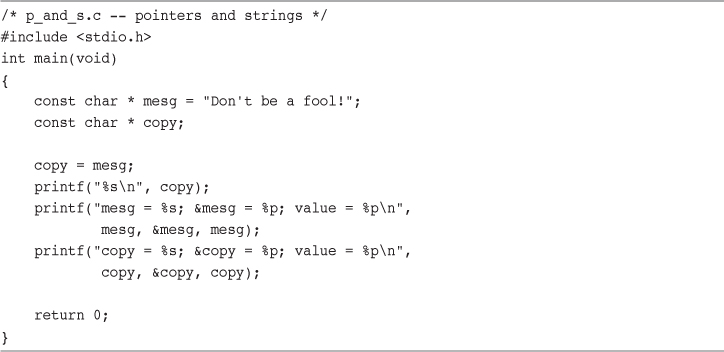 /* p_and_s.c -- pointers and strings */
#include <stdio.h>
int main(void)
{
    const char * mesg = "Don't be a fool!";
    const char * copy;

    copy = mesg;
    printf("%s\n", copy);
    printf("mesg = %s; &mesg = %p; value = %p\n",
            mesg, &mesg, mesg);
    printf("copy = %s; &copy = %p; value = %p\n",
            copy, &copy, copy);

    return 0;
}